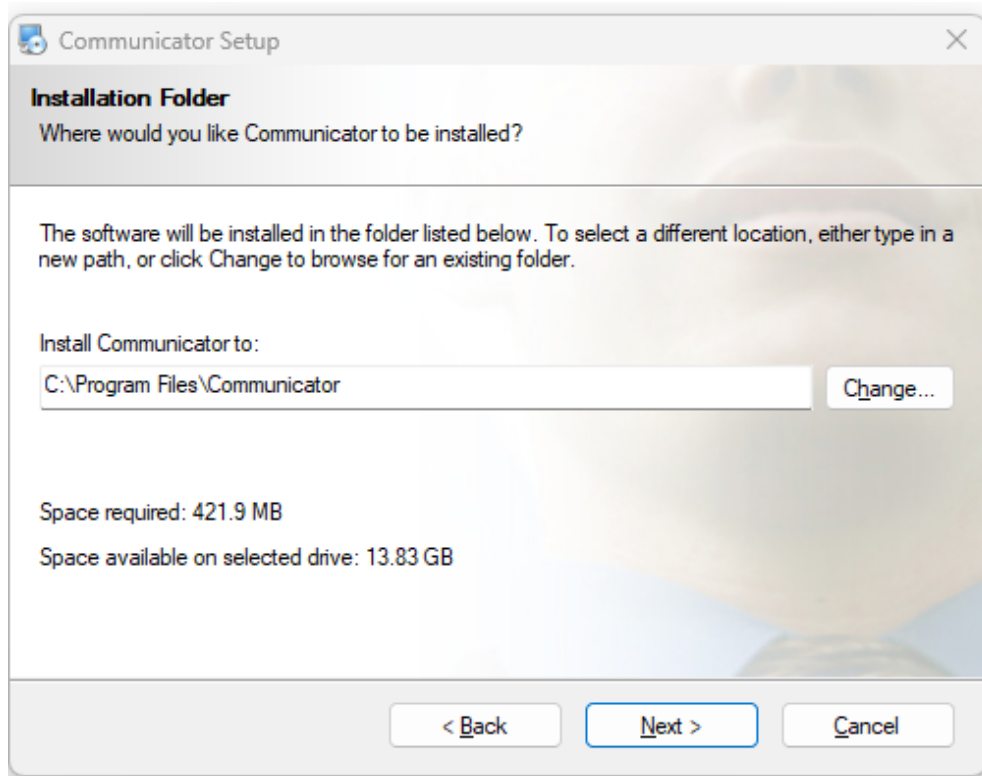 Communicator Setup
Installation Folder
Where would you like Communicator to be installed?
The software will be installed in the folder listed below. To select a different location, either type in a
new path, or click Change to browse for an existing folder.
Install Communicator to:
C:\Program Files\Communicator
Change...
Space required: 421.9 MB
Space available on selected drive: 13.83 GB
< Back Next > Cancel